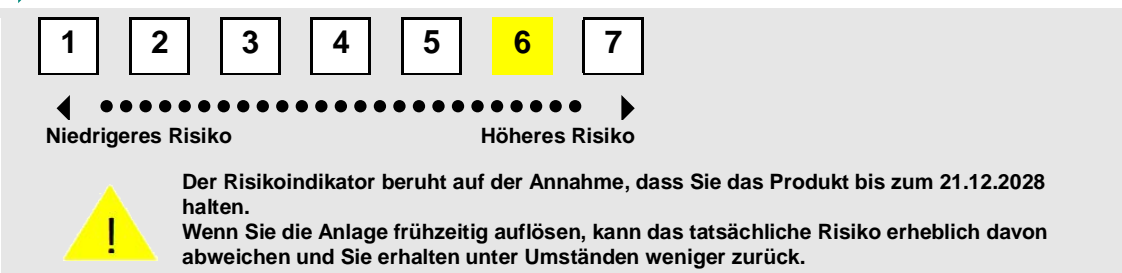 1 2 3 4 5 6 7
Niedrigeres Risiko Höheres Risiko
Der Risikoindikator beruht auf der Annahme, dass Sie das Produkt bis zum 21.12.2028
halten.
Wenn Sie die Anlage frühzeitig auflösen, kann das tatsächliche Risiko erheblich davon
abweichen und Sie erhalten unter Umständen weniger zurück.
!